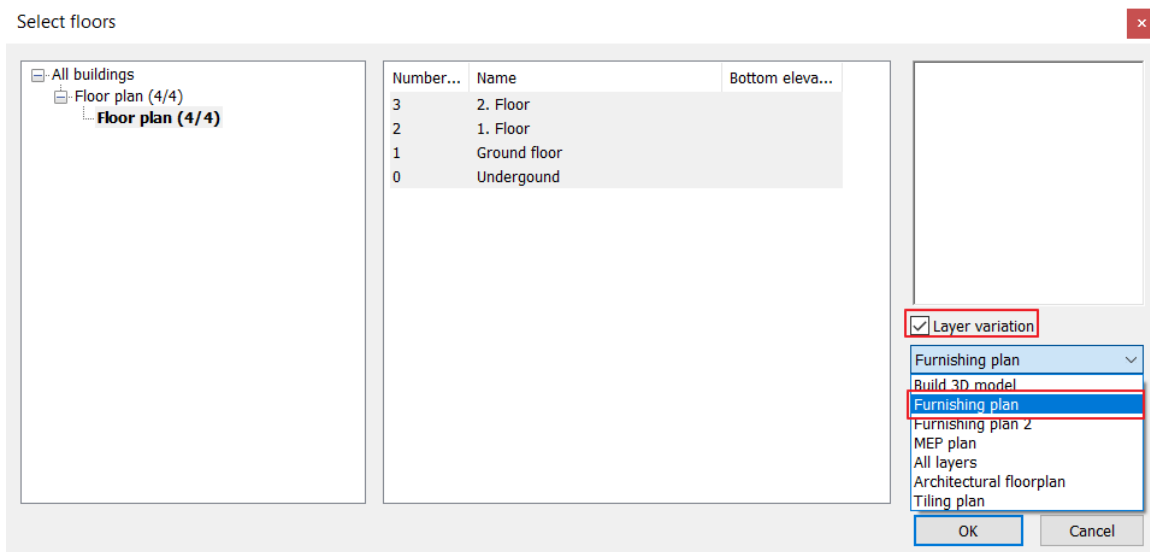 Select floors
All buildings
Floor plan (4/4)
Floor plan (4/4)
Number... Name Bottom eleva...
3 2. Floor
2 1. Floor
1 Ground floor
0 Undergound
Layer variation
Furnishing plan
Build 3D model
Furnishing plan
Furnishing plan 2
MEP plan
All layers
Architectural floorplan
Tiling plan
OK Cancel